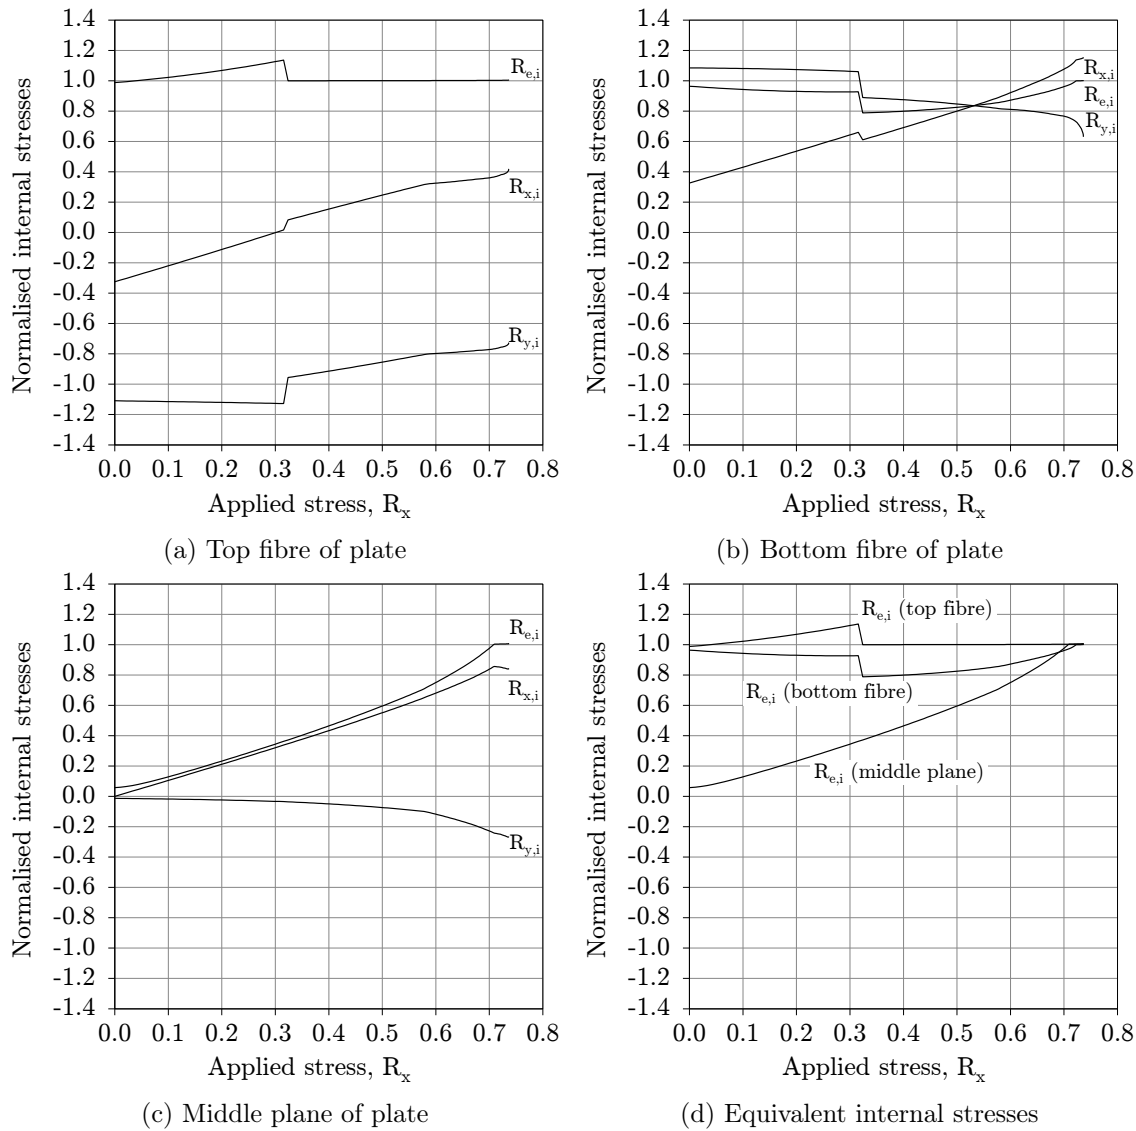 Normalised internal stresses
1.4
1.2
1.0
0.8
0.6
0.4
0.2
0.0
-0.2
-0.4
-0.6
-0.8
-1.0
-1.2
-1.4
R_e,i
R_x,i
R_y,i
0.0 0.1 0.2 0.3 0.4 0.5 0.6 0.7 0.8
Applied stress, R_x
(a) Top fibre of plate
Normalised internal stresses
1.4
1.2
1.0
0.8
0.6
0.4
0.2
0.0
-0.2
-0.4
-0.6
-0.8
-1.0
-1.2
-1.4
R_x,i
R_e,i
R_y,i
0.0 0.1 0.2 0.3 0.4 0.5 0.6 0.7 0.8
Applied stress, R_x
(b) Bottom fibre of plate
Normalised internal stresses
1.4
1.2
1.0
0.8
0.6
0.4
0.2
0.0
-0.2
-0.4
-0.6
-0.8
-1.0
-1.2
-1.4
R_e,i
R_x,i
R_y,i
0.0 0.1 0.2 0.3 0.4 0.5 0.6 0.7 0.8
Applied stress, R_x
(c) Middle plane of plate
Normalised internal stresses
1.4
1.2
1.0
0.8
0.6
0.4
0.2
0.0
-0.2
-0.4
-0.6
-0.8
-1.0
-1.2
-1.4
R_e,i (top fibre)
R_e,i (bottom fibre)
R_e,i (middle plane)
0.0 0.1 0.2 0.3 0.4 0.5 0.6 0.7 0.8
Applied stress, R_x
(d) Equivalent internal stresses